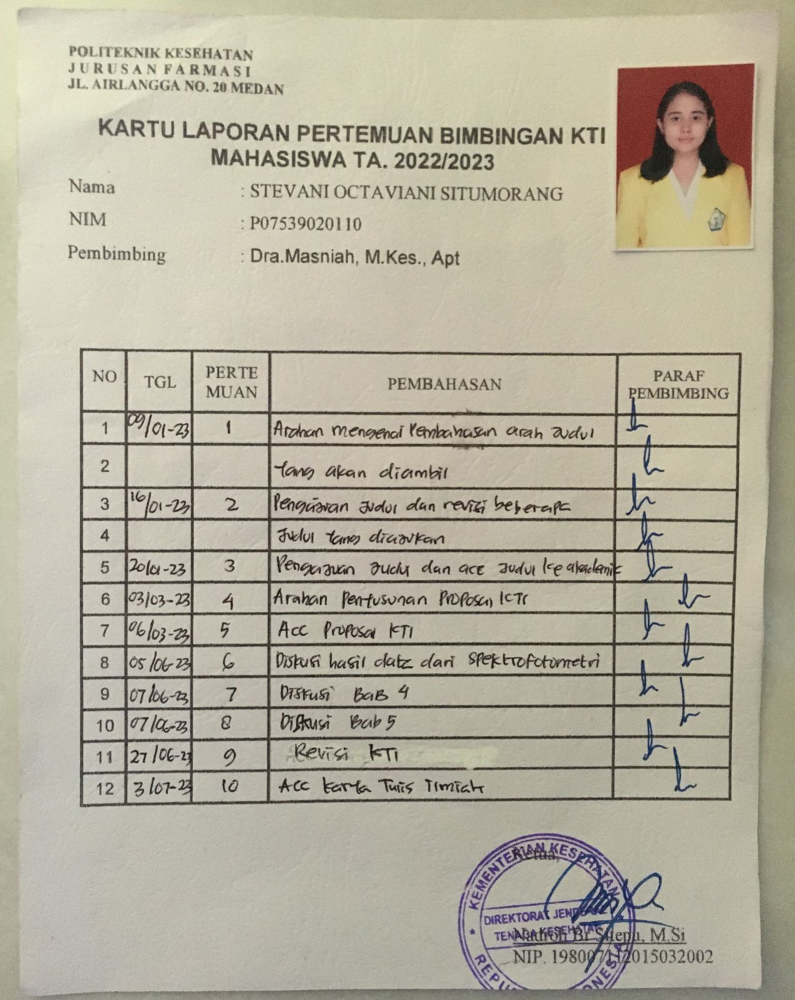 POLITEKNIK KESEHATAN
JURUSAN FARMASI
JL. AIRLANGGA NO. 20 MEDAN
KARTU LAPORAN PERTEMUAN BIMBINGAN KTI
MAHASISWA TA. 2022/2023
Nama : STEVANI OCTAVIANI SITUMORANG
NIM : P07539020110
Pembimbing : Dra.Masniah, M.Kes., Apt
NO TGL PERTE MUAN PEMBAHASAN PARAF PEMBIMBING
1 09/01-23 1 Arahan mengenai Pembahasan arah Judul
2 yang akan diambil
3 16/01-23 2 Pengajuan Judul dan revisi beberapa
4 Judul yang diajukan
5 20/01-23 3 Pengajuan Judul dan acc Judul ke akademik
6 03/03-23 4 Arahan Penyusunan Proposal KTI
7 06/03-23 5 Acc Proposal KTI
8 05/06-23 6 Diskusi hasil data dari Spektrofotometri
9 07/06-23 7 Diskusi Bab 4
10 07/06-23 8 Diskusi Bab 5
11 27/06-23 9 Revisi KTI
12 3/07-23 10 Acc Karya Tulis Ilmiah
Ketua,
KEMENTERIAN KESEHATAN
DIREKTORAT
TENAGA KESEHATAN
Nadroh Br Sitepu, M.Si
NIP. 198007112015032002